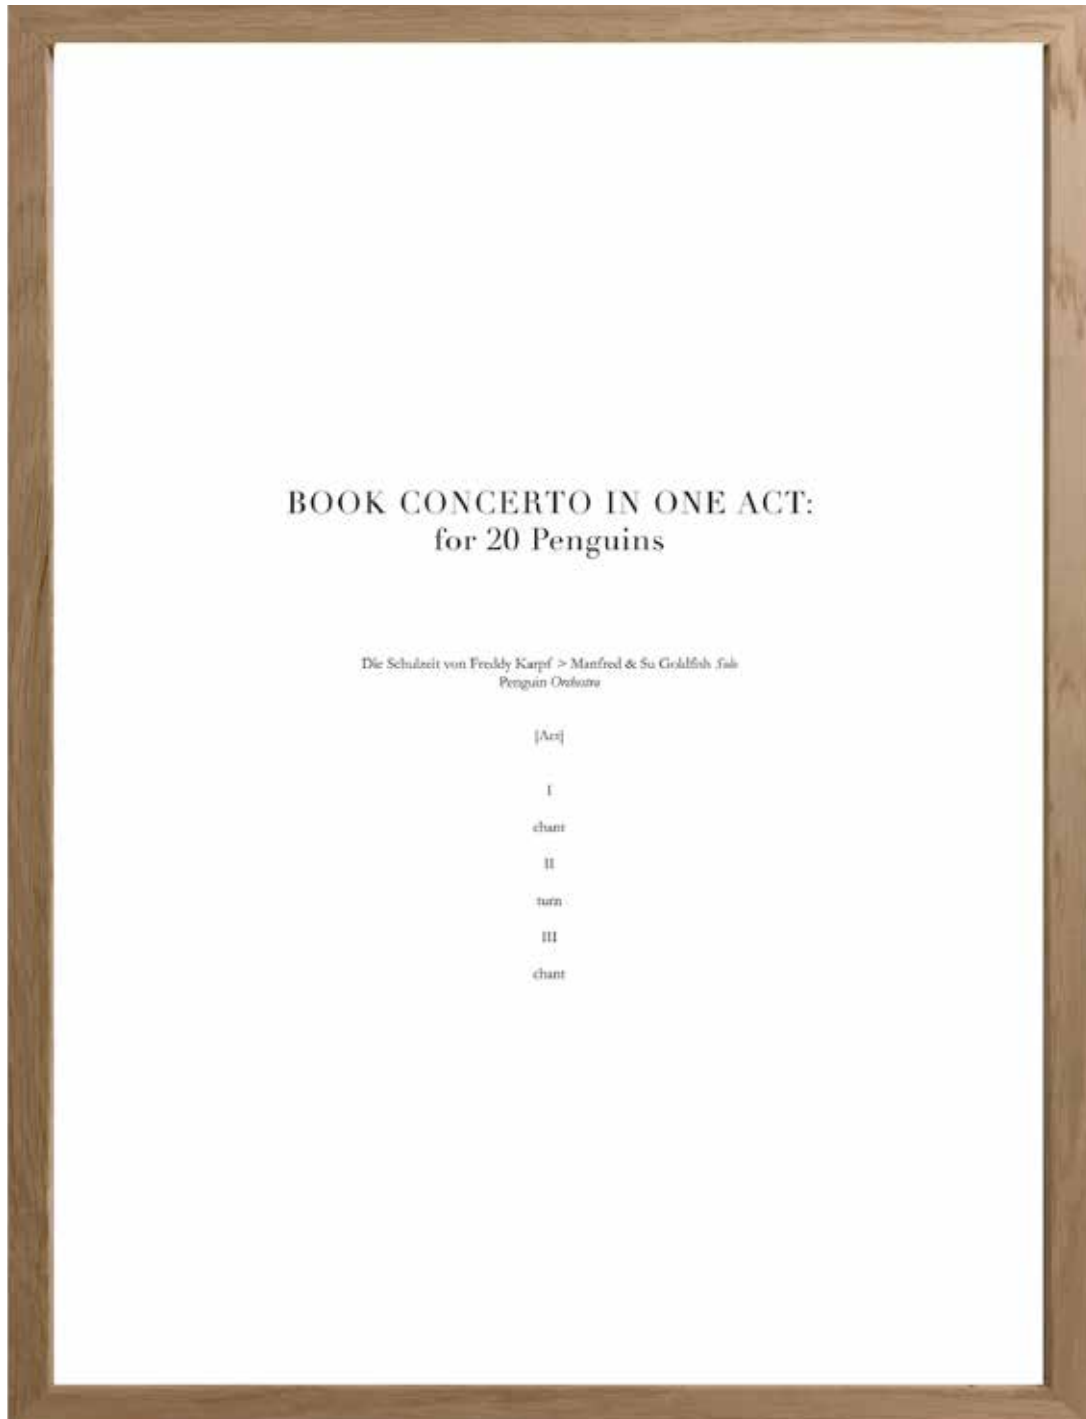 BOOK CONCERTO IN ONE ACT:
for 20 Penguins
Die Schulzeit von Freddy Karpf > Manfred & Su Goldfish Solo
Penguin Orchestra
[Act]
I
chant
II
turn
III
chant